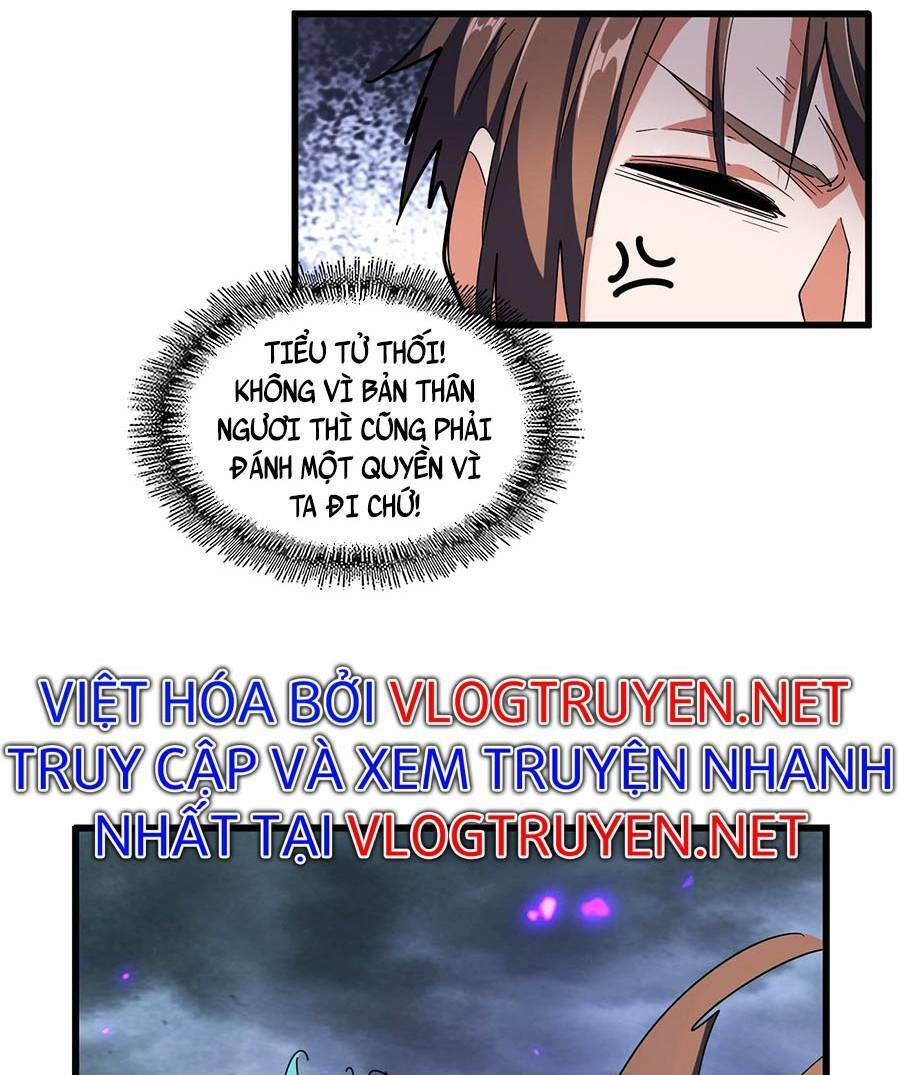 TIỂU TỬ THỐI!
KHÔNG VÌ BẢN THÂN
NGƯƠI THÌ CŨNG PHẢI
ĐÁNH MỘT QUYỀN VÌ
TA ĐI CHỨ!
VIỆT HÓA BỞI VLOGTRUYEN.NET
TRUY CẬP VÀ XEM TRUYỆN NHANH
NHẤT TẠI VLOGTRUYEN.NET